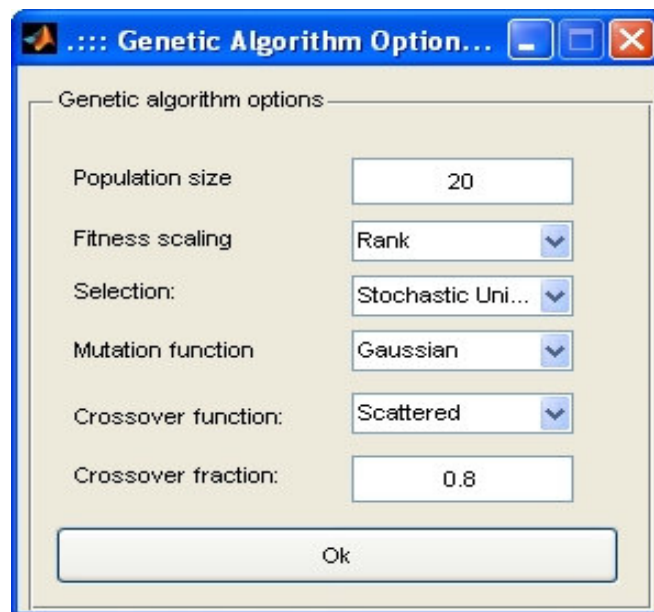 .::: Genetic Algorithm Option...
Genetic algorithm options
Population size 20
Fitness scaling Rank
Selection: Stochastic Uni...
Mutation function Gaussian
Crossover function: Scattered
Crossover fraction: 0.8
Ok